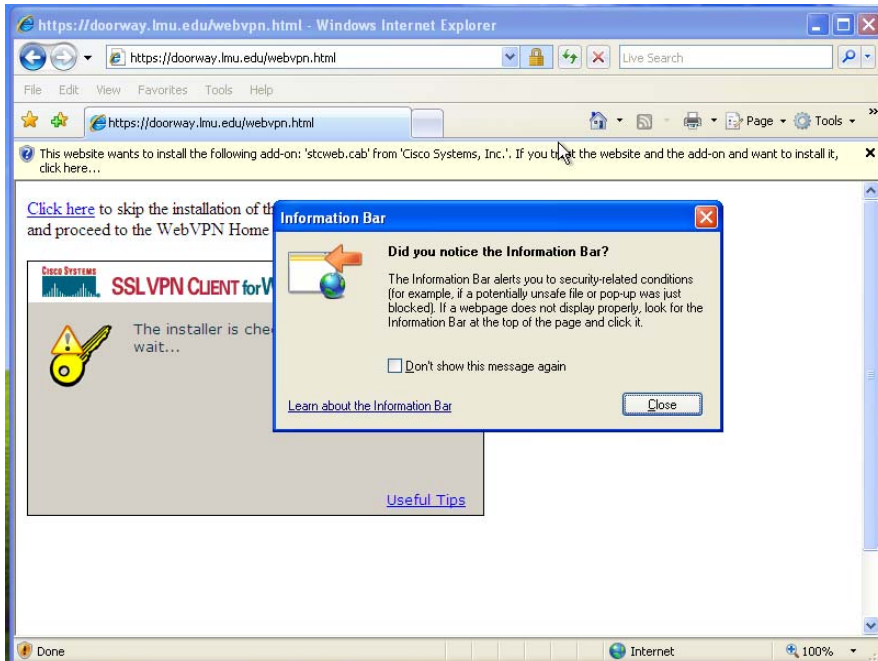 https://doorway.lmu.edu/webvpn.html - Windows Internet Explorer
https://doorway.lmu.edu/webvpn.html
Live Search
File Edit View Favorites Tools Help
https://doorway.lmu.edu/webvpn.html
Page Tools »
This website wants to install the following add-on: 'stcweb.cab' from 'Cisco Systems, Inc.'. If you trust the website and the add-on and want to install it,
click here...
Click here to skip the installation of
and proceed to the WebVPN Home
CISCO SYSTEMS
SSL VPN CLIENT for
The installer is
wait...
Useful Tips
Information Bar
Did you notice the Information Bar?
The Information Bar alerts you to security-related conditions
(for example, if a potentially unsafe file or pop-up was just
blocked). If a webpage does not display properly, look for the
Information Bar at the top of the page and click it.
Don't show this message again
Learn about the Information Bar
Close
Done
Internet
100%